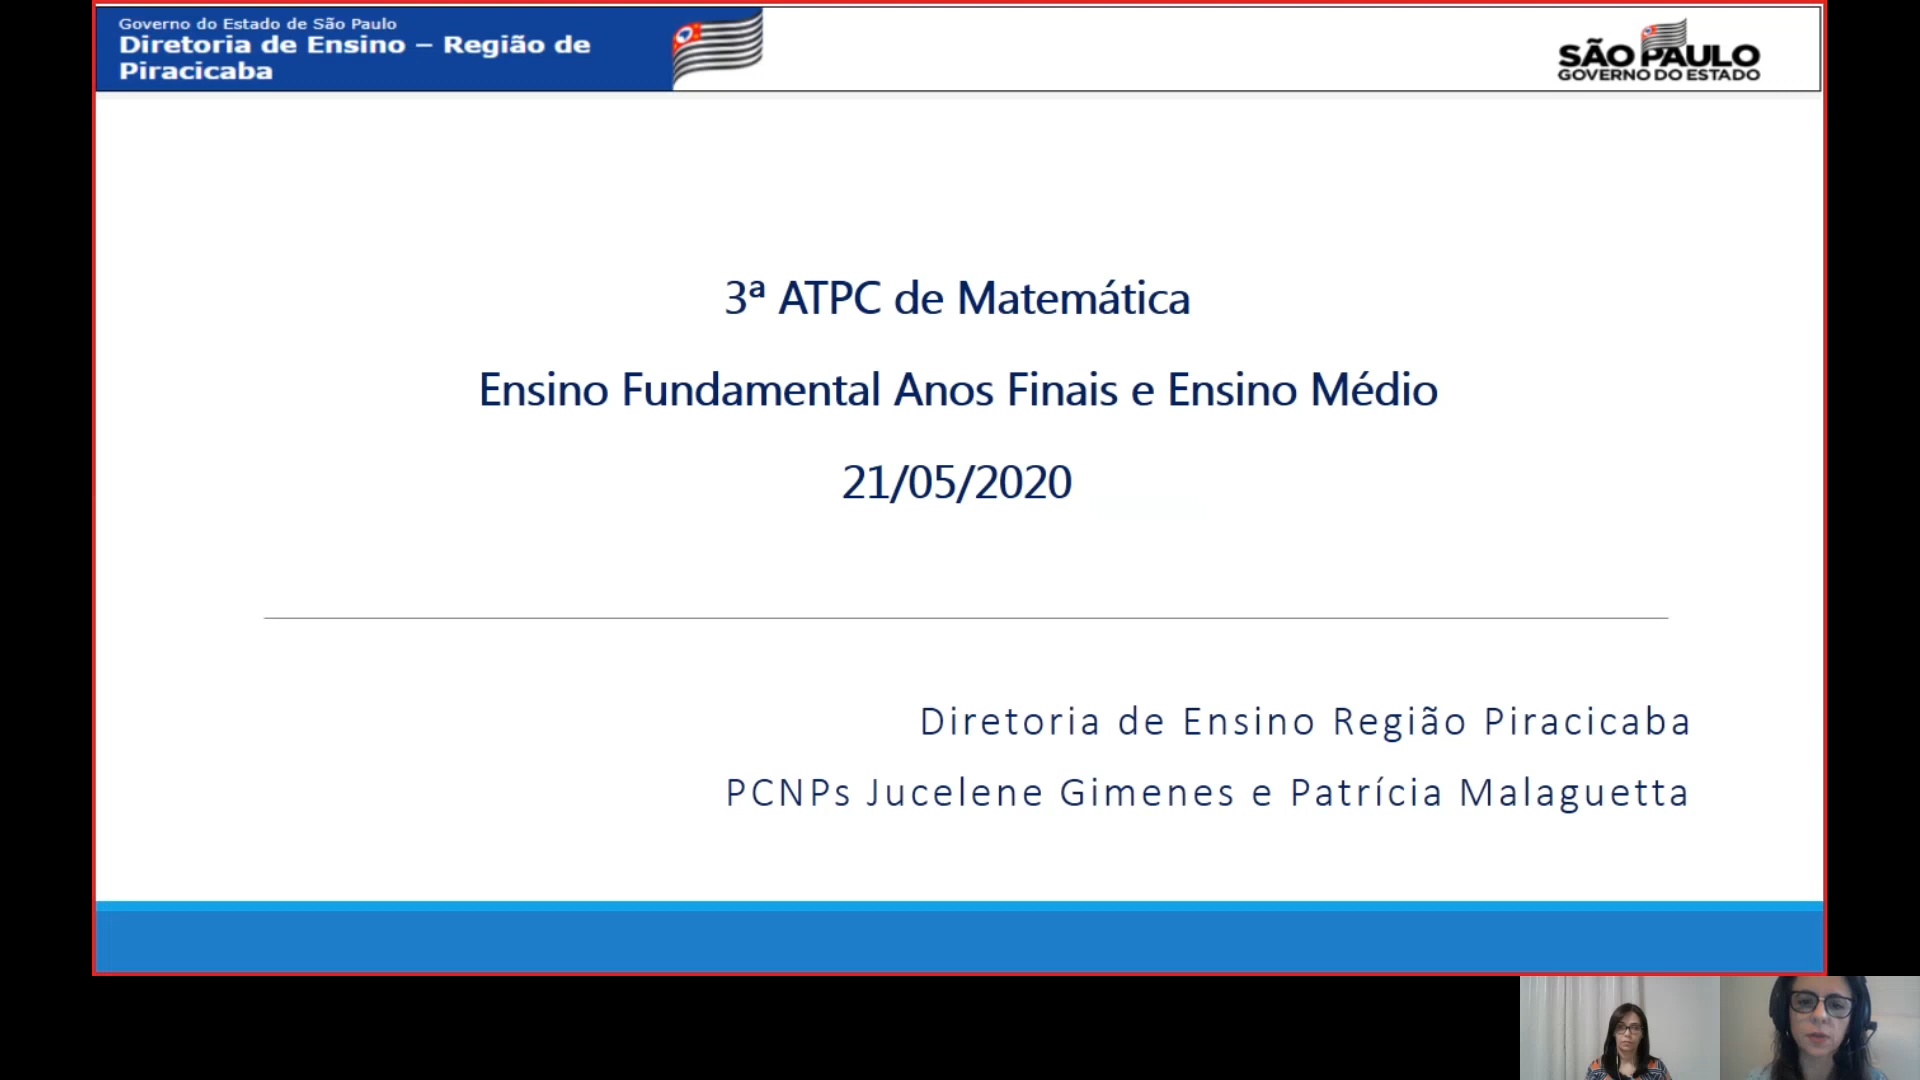 Governo do Estado de São Paulo
Diretoria de Ensino – Região de
Piracicaba
SÃO PAULO
GOVERNO DO ESTADO
3ª ATPC de Matemática
Ensino Fundamental Anos Finais e Ensino Médio
21/05/2020
Diretoria de Ensino Região Piracicaba
PCNPs Jucelene Gimenes e Patrícia Malaguetta